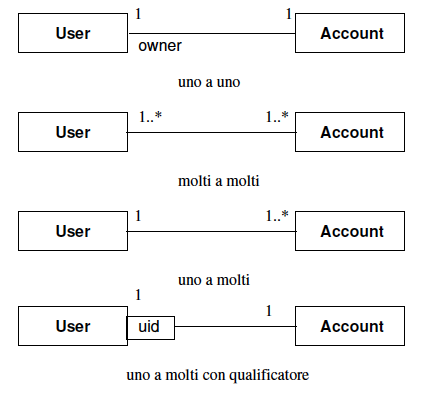 1 1
User Account
owner
uno a uno
1..* 1..*
User Account
molti a molti
1 1..*
User Account
uno a molti
1
1
User uid Account
uno a molti con qualificatore